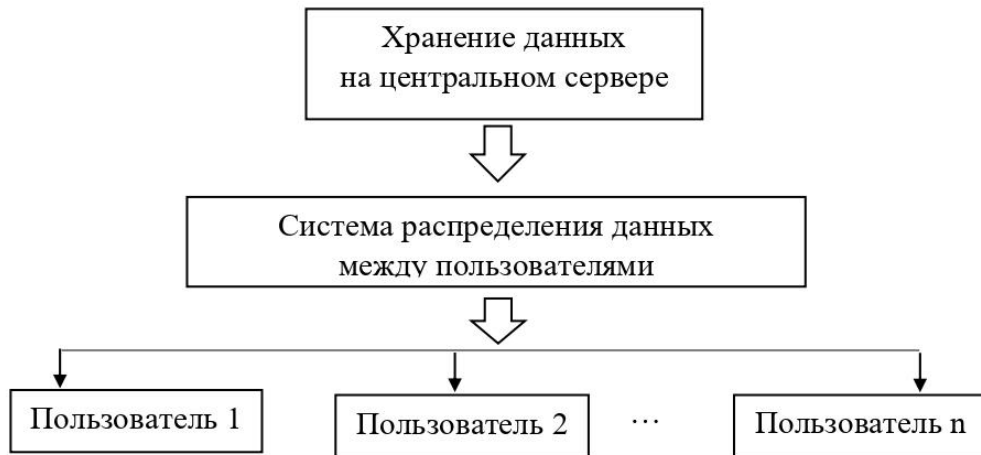 Хранение данных
на центральном сервере
Система распределения данных
между пользователями
Пользователь 1
Пользователь 2
…
Пользователь n